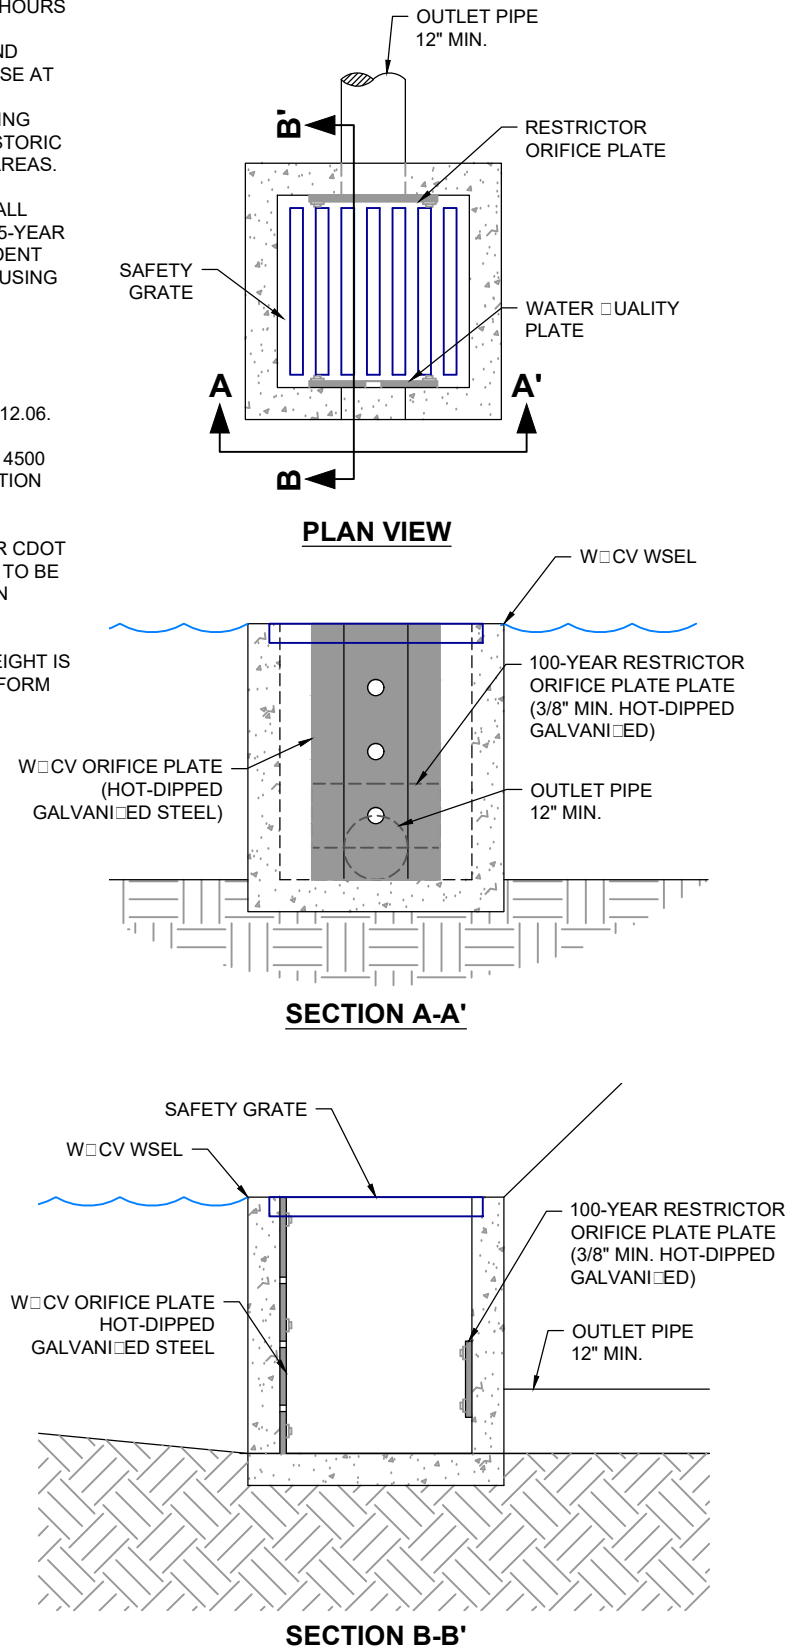 HOURS
ND
SE AT
ING
STORIC
AREAS.
ALL
5-YEAR
DENT
USING
12.06.
4500
TION
R CDOT
TO BE
N
EIGHT IS
FORM
OUTLET PIPE
12" MIN.
B'
RESTRICTOR
ORIFICE PLATE
SAFETY
GRATE
WATER □UALITY
PLATE
A
A'
B
PLAN VIEW
W□CV WSEL
100-YEAR RESTRICTOR
ORIFICE PLATE PLATE
(3/8" MIN. HOT-DIPPED
GALVANI□ED)
W□CV ORIFICE PLATE
(HOT-DIPPED
GALVANI□ED STEEL)
OUTLET PIPE
12" MIN.
SECTION A-A'
SAFETY GRATE
W□CV WSEL
100-YEAR RESTRICTOR
ORIFICE PLATE PLATE
(3/8" MIN. HOT-DIPPED
GALVANI□ED)
W□CV ORIFICE PLATE
HOT-DIPPED
GALVANI□ED STEEL
OUTLET PIPE
12" MIN.
SECTION B-B'